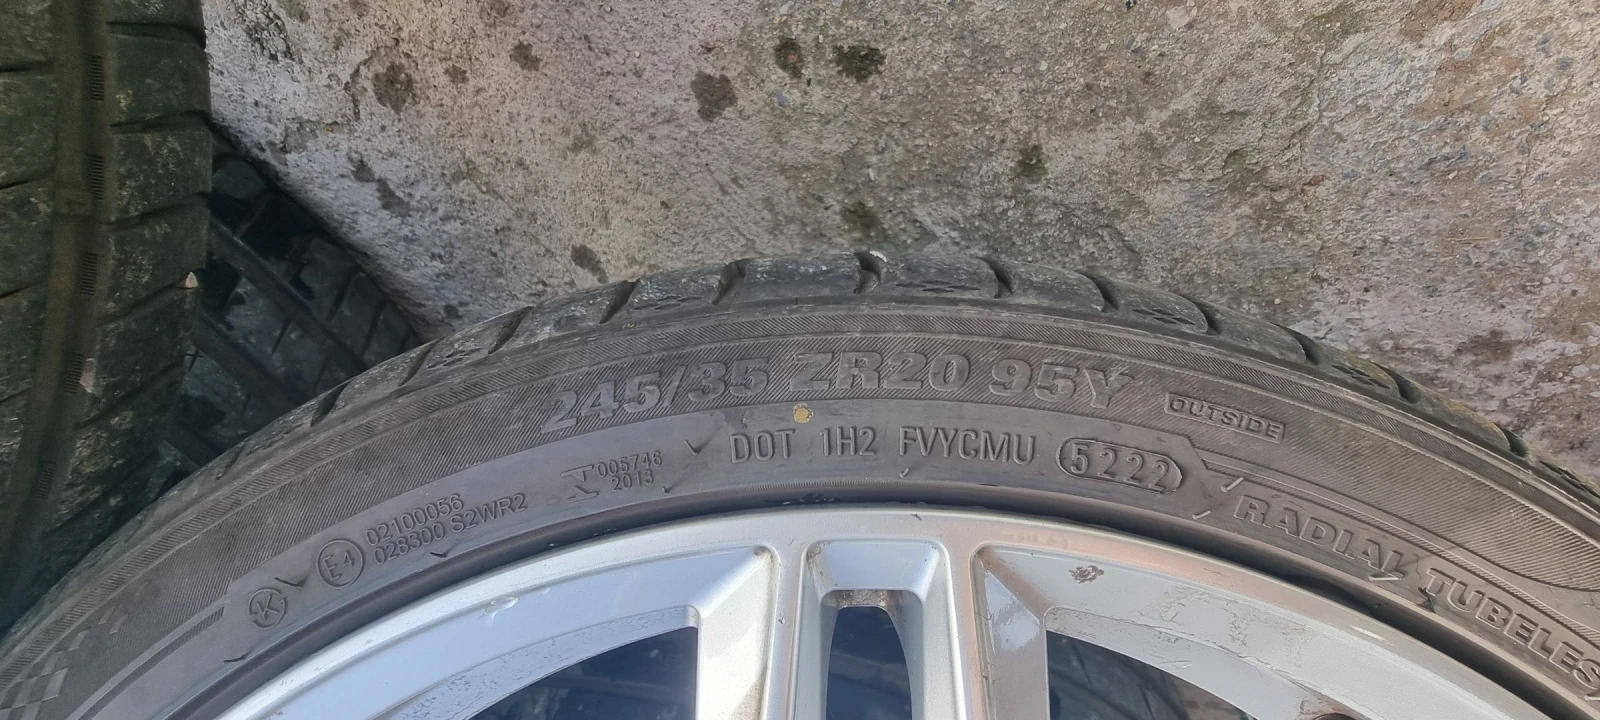 245/35 ZR20 95Y
OUTSIDE
DOT 1H2 FVYCMU 5222
RADIAL TUBELESS
005746
2013
02100056
028300 S2WR2
E4
K